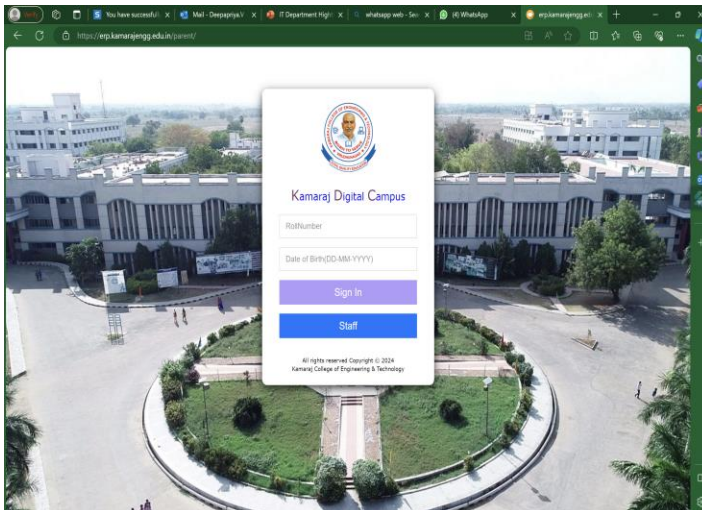 You have successfull
Mail - Deepapriya.V
IT Department High
whatsapp web - Sea
(4) WhatsApp
erp.kamarajengg.ed
https://erp.kamarajengg.edu.in/parent/
Kamaraj Digital Campus
RollNumber
Date of Birth(DD-MM-YYYY)
Sign In
Staff
All rights reserved Copyright © 2024
Kamaraj College of Engineering & Technology